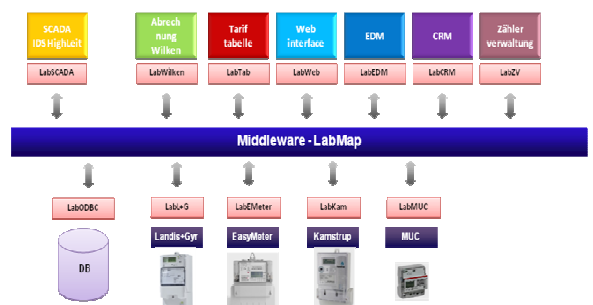 SCADA
IDS HighLeit
Abrech
nung
Wilken
Tarif
tabelle
Web
interface
EDM
CRM
Zähler
verwaltung
LabSCADA
LabWilken
LabTab
LabWeb
LabEDM
LabCRM
LabZV
Middleware - LabMap
LabODBC
LabL+G
LabEMeter
LabKam
LabMUC
Landis+Gyr
EasyMeter
Kamstrup
MUC
DB